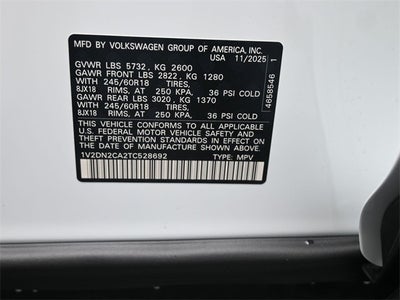 MFD BY VOLKSWAGEN GROUP OF AMERICA, INC.
USA 11/2025
GVWR LBS 5732, KG 2600
GAWR FRONT LBS 2822, KG 1280
245/60R18 TIRES,
8JX18 RIMS, AT 250 KPA, 36 PSI COLD
GAWR REAR LBS 3020, KG 1370
245/60R18 TIRES,
8JX18 RIMS, AT 250 KPA, 36 PSI COLD
THIS VEHICLE CONFORMS TO ALL APPLICABLE
U.S. FEDERAL MOTOR VEHICLE SAFETY AND
THEFT PREVENTION STANDARDS IN EFFECT ON
THE DATE OF MANUFACTURE SHOWN ABOVE.
1V2DN2CA2TC528692 TYPE: MPV
4658546 1